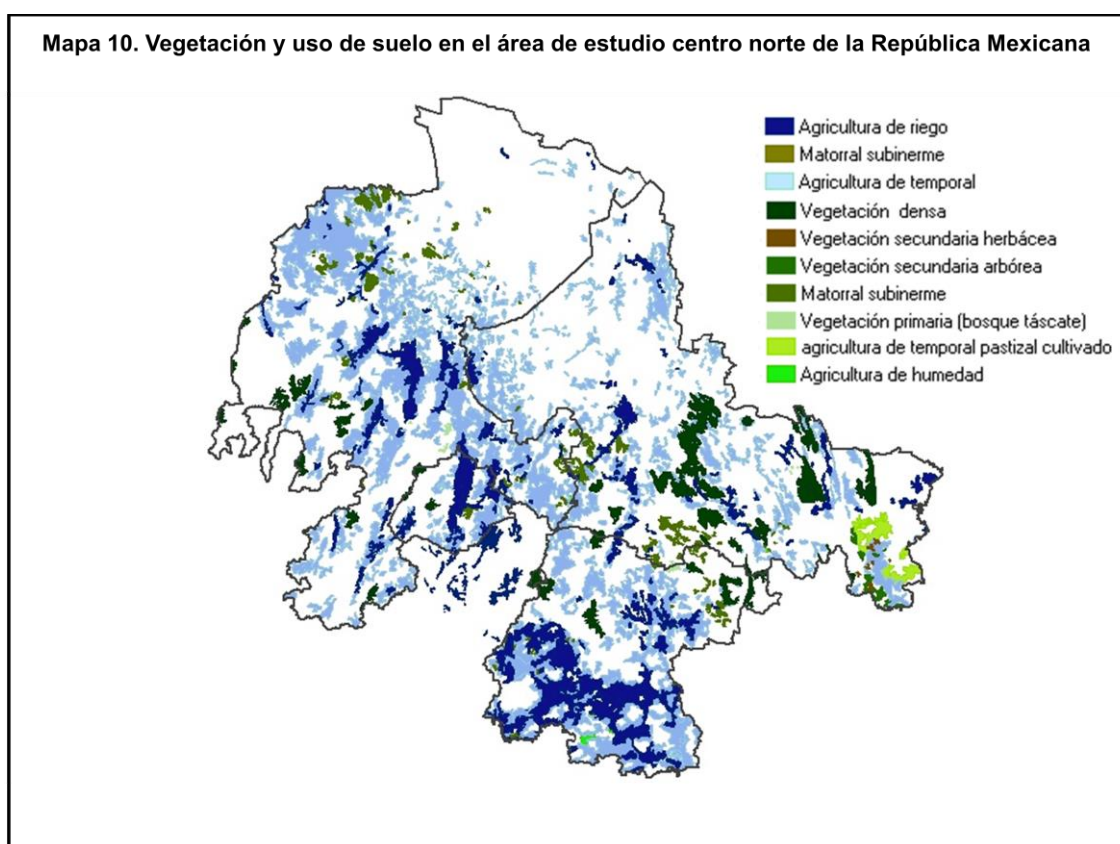 Mapa 10. Vegetación y uso de suelo en el área de estudio centro norte de la República Mexicana
Agricultura de riego
Matorral subinerme
Agricultura de temporal
Vegetación densa
Vegetación secundaria herbácea
Vegetación secundaria arbórea
Matorral subinerme
Vegetación primaria (bosque táscate)
agricultura de temporal pastizal cultivado
Agricultura de humedad